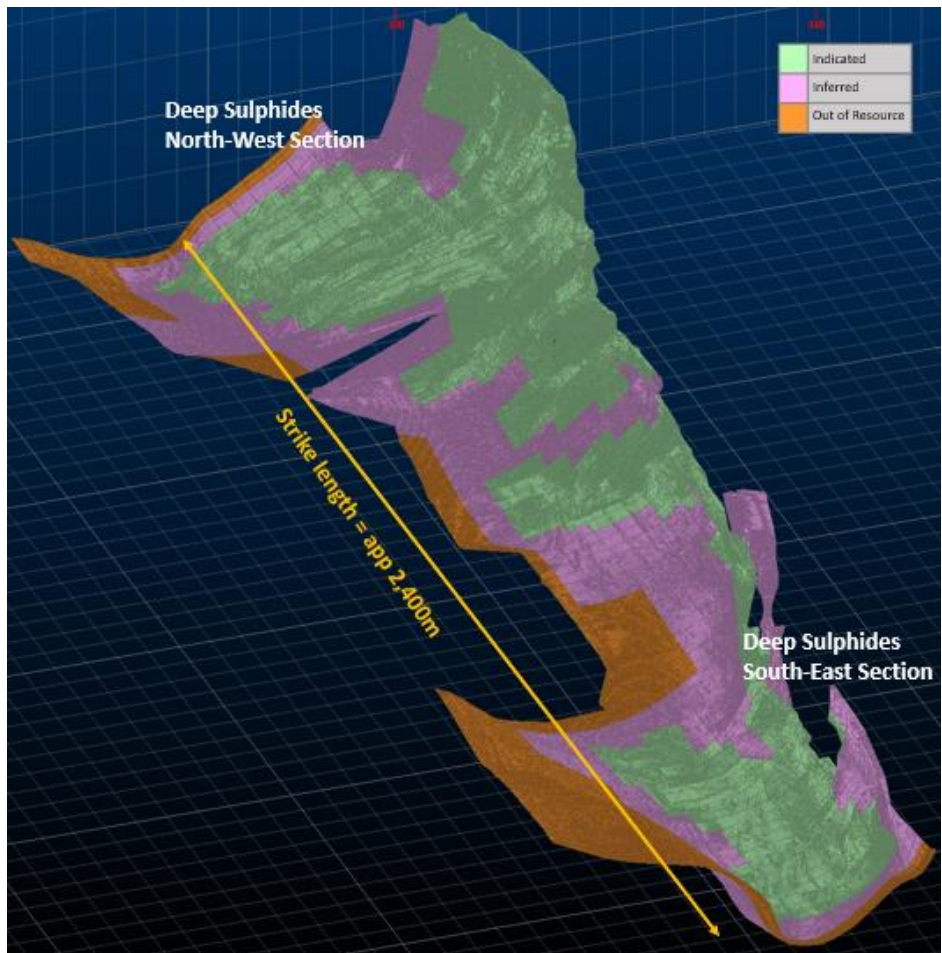 Indicated
Inferred
Out of Resource
Deep Sulphides
North-West Section
Strike length = app 2,400m
Deep Sulphides
South-East Section